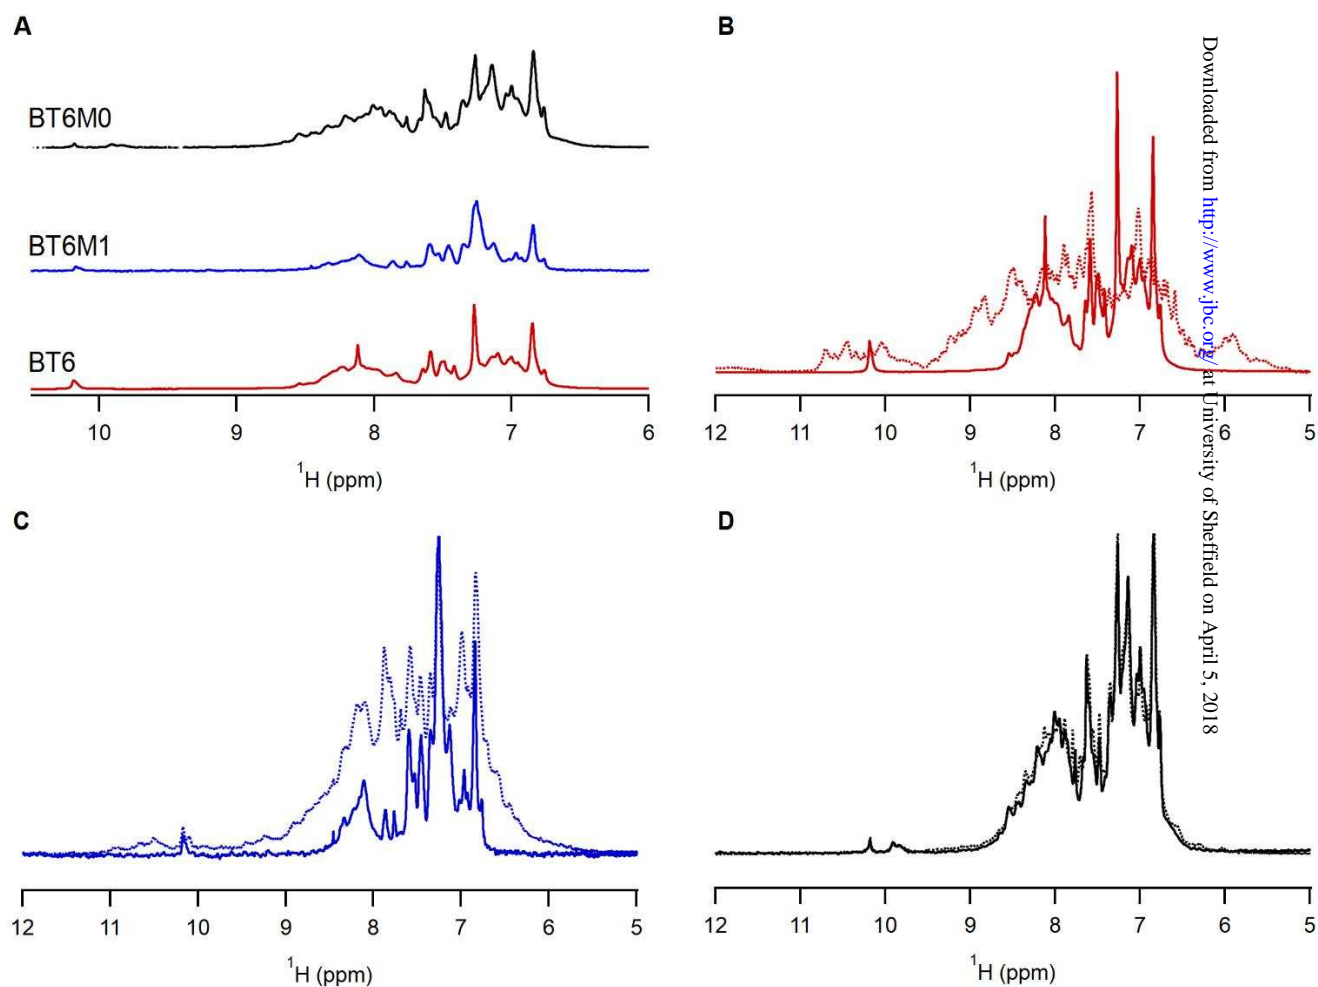 A
BT6M0
BT6M1
BT6
10 9 8 7 6
1H (ppm)
B
12 11 10 9 8 7 6 5
1H (ppm)
C
12 11 10 9 8 7 6 5
1H (ppm)
D
12 11 10 9 8 7 6 5
1H (ppm)
Downloaded from http://www.jbc.org/ at University of Sheffield on April 5, 2018